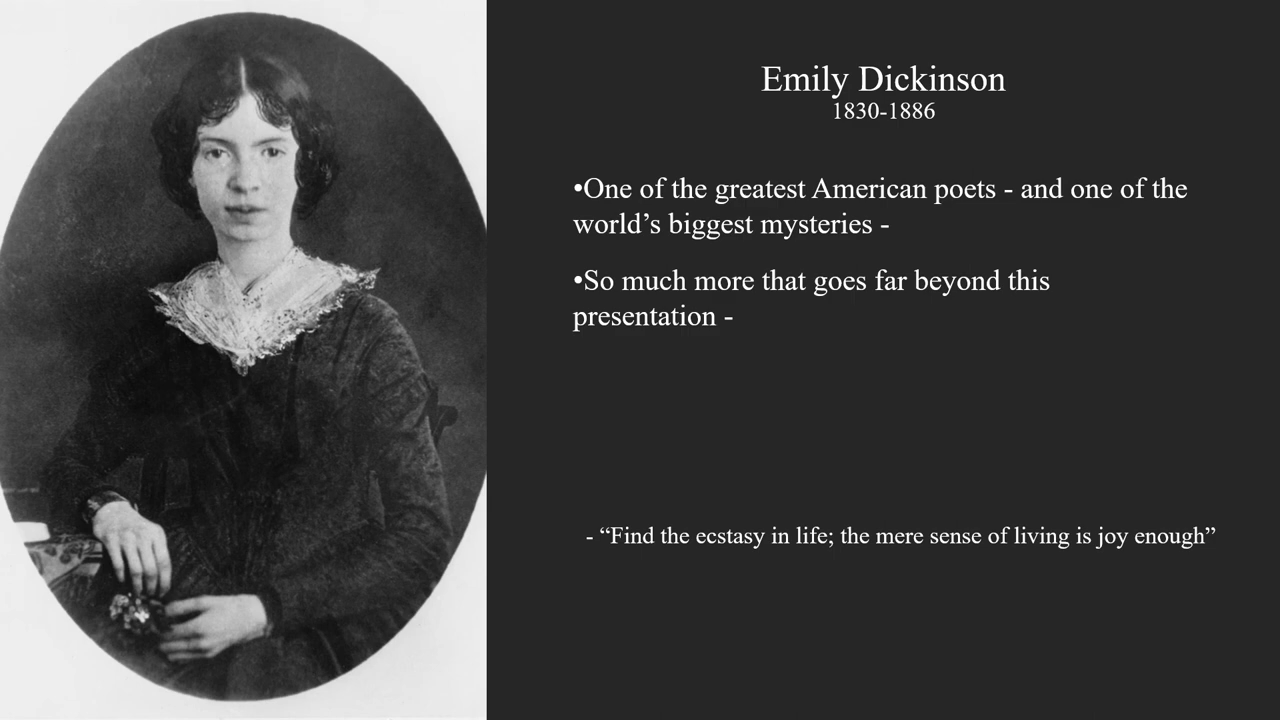 Emily Dickinson
1830-1886
•One of the greatest American poets - and one of the
world’s biggest mysteries -
•So much more that goes far beyond this
presentation -
- “Find the ecstasy in life; the mere sense of living is joy enough”